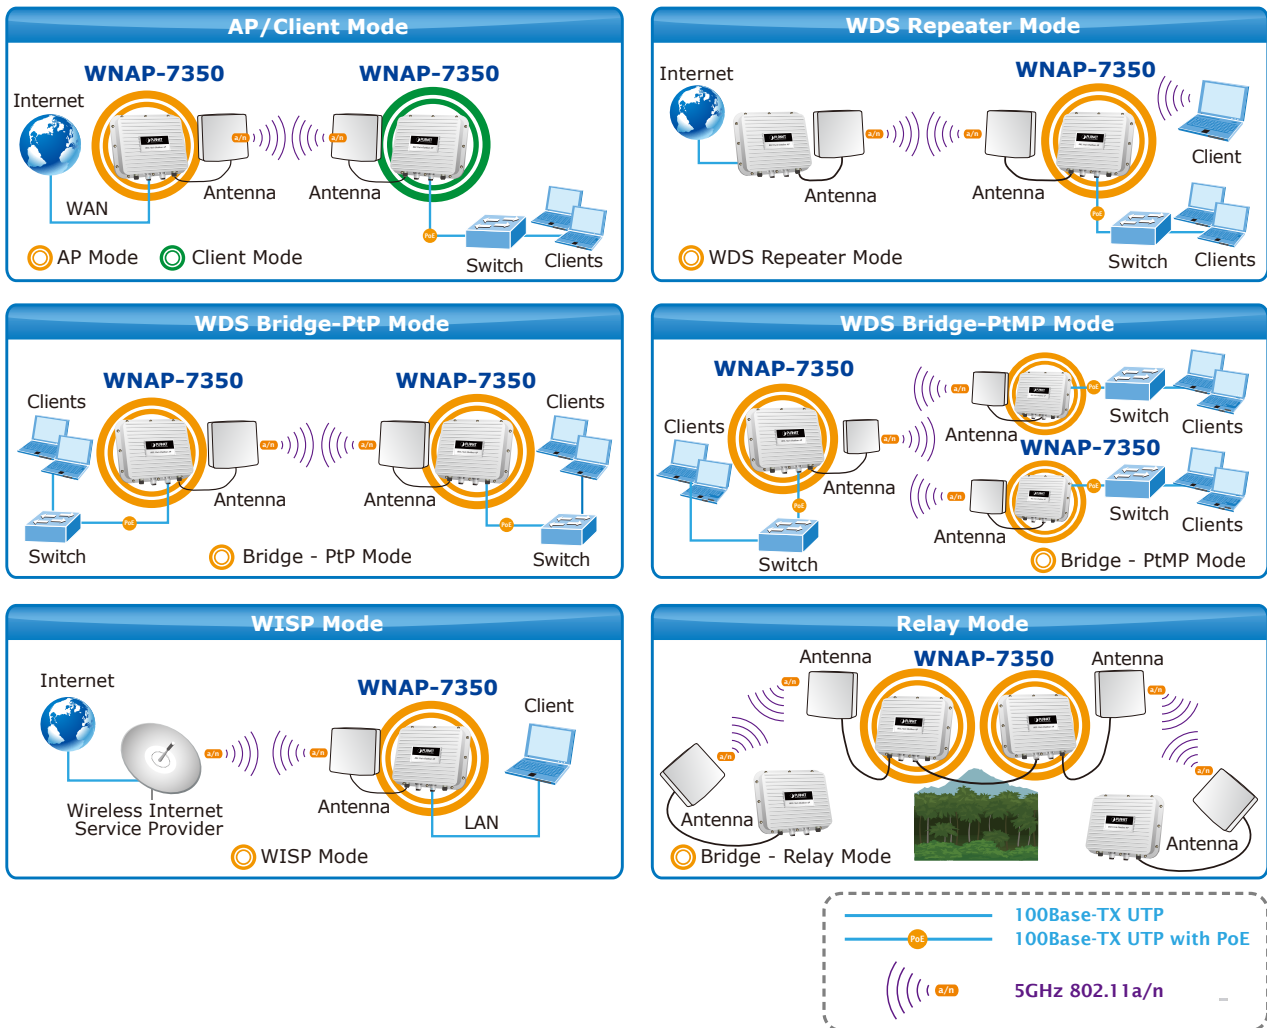 AP/Client Mode
WNAP-7350
WNAP-7350
Internet
a/n
a/n
Antenna
Antenna
WAN
PoE
AP Mode
Client Mode
Switch
Clients
WDS Repeater Mode
WNAP-7350
Internet
a/n
a/n
Client
Antenna
Antenna
PoE
WDS Repeater Mode
Switch
Clients
WDS Bridge-PtP Mode
WNAP-7350
WNAP-7350
Clients
Clients
a/n
a/n
Antenna
Antenna
PoE
PoE
Switch
Bridge - PtP Mode
Switch
WDS Bridge-PtMP Mode
WNAP-7350
a/n
PoE
Switch
Clients
Clients
Antenna
a/n
WNAP-7350
Antenna
PoE
a/n
PoE
Switch
Clients
Antenna
Switch
Bridge - PtMP Mode
WISP Mode
Internet
WNAP-7350
Client
a/n
a/n
Antenna
Wireless Internet
Service Provider
LAN
WISP Mode
Relay Mode
Antenna
WNAP-7350
Antenna
a/n
a/n
a/n
a/n
Antenna
Antenna
Bridge - Relay Mode
100Base-TX UTP
PoE
100Base-TX UTP with PoE
a/n
5GHz 802.11a/n